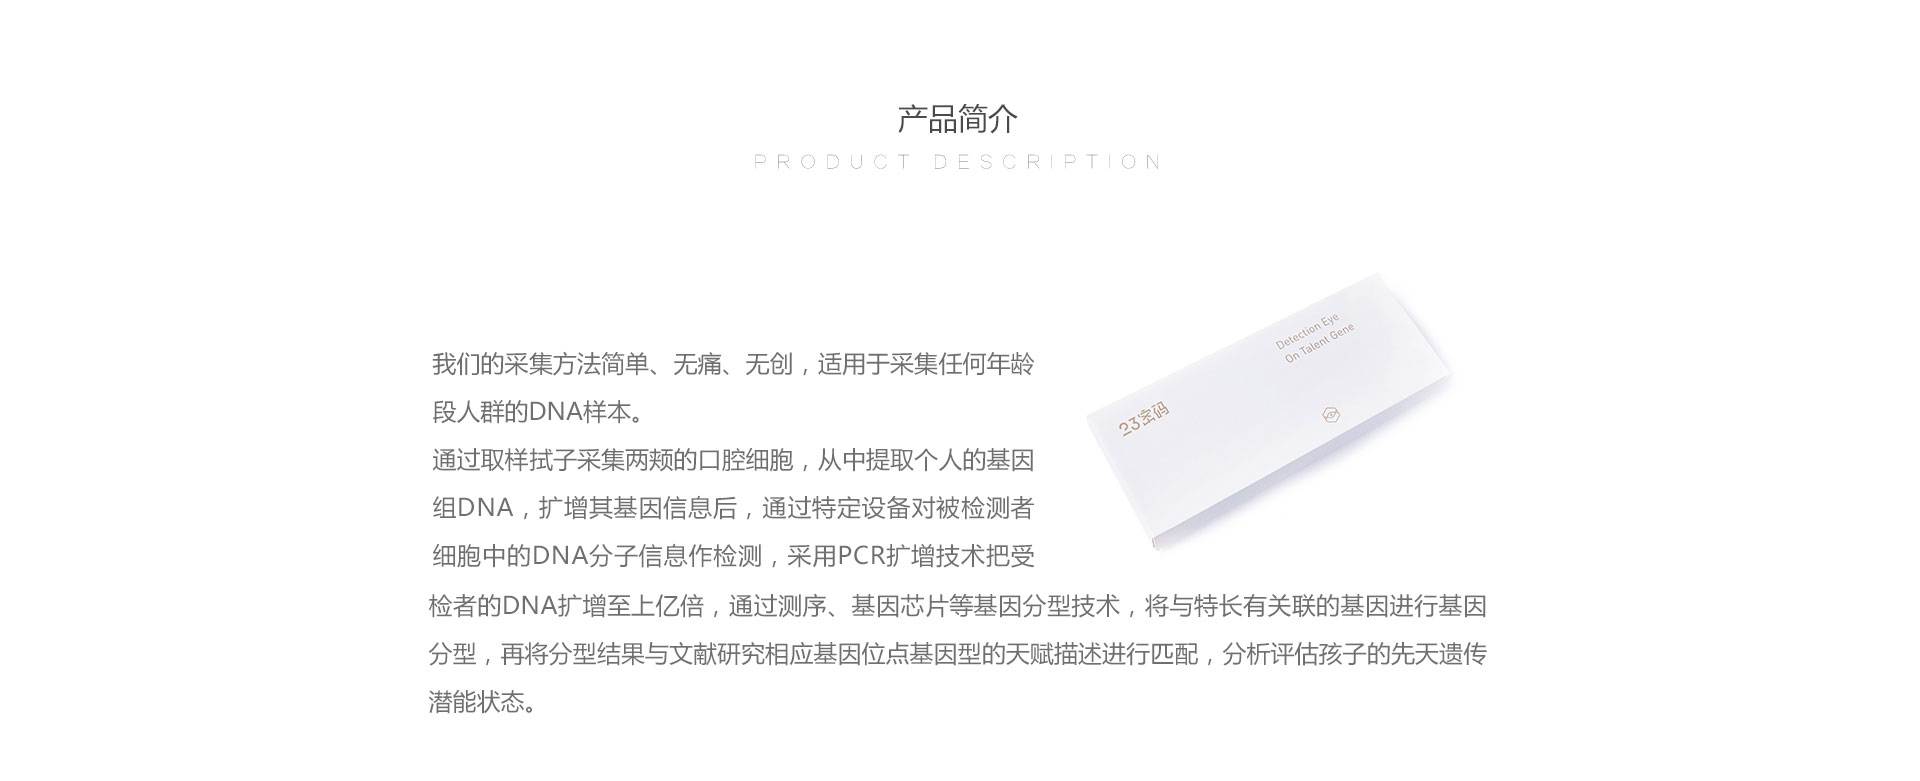 产品简介
PRODUCT DESCRIPTION
Detection Eye
On Talent Gene
23密码
我们的采集方法简单、无痛、无创，适用于采集任何年龄
段人群的DNA样本。
通过取样拭子采集两颊的口腔细胞，从中提取个人的基因
组DNA，扩增其基因信息后，通过特定设备对被检测者
细胞中的DNA分子信息作检测，采用PCR扩增技术把受
检者的DNA扩增至上亿倍，通过测序、基因芯片等基因分型技术，将与特长有关联的基因进行基因
分型，再将分型结果与文献研究相应基因位点基因型的天赋描述进行匹配，分析评估孩子的先天遗传
潜能状态。